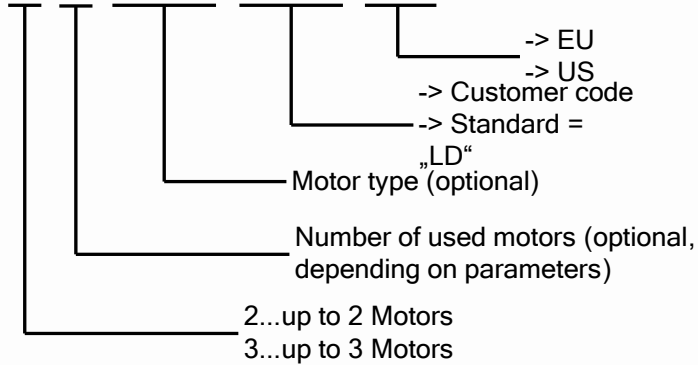 -> EU
-> US
-> Customer code
-> Standard =
„LD“
Motor type (optional)
Number of used motors (optional,
depending on parameters)
2...up to 2 Motors
3...up to 3 Motors